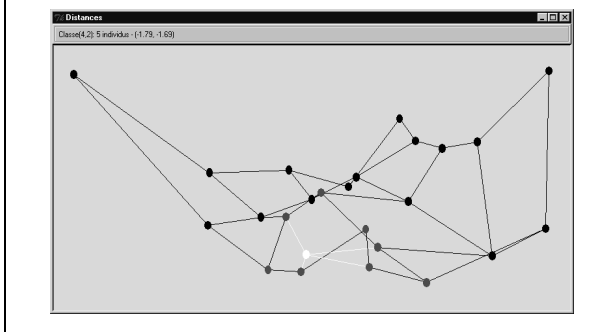 Distances
Classe(4,2): 5 individus - (-1.79, -1.69)